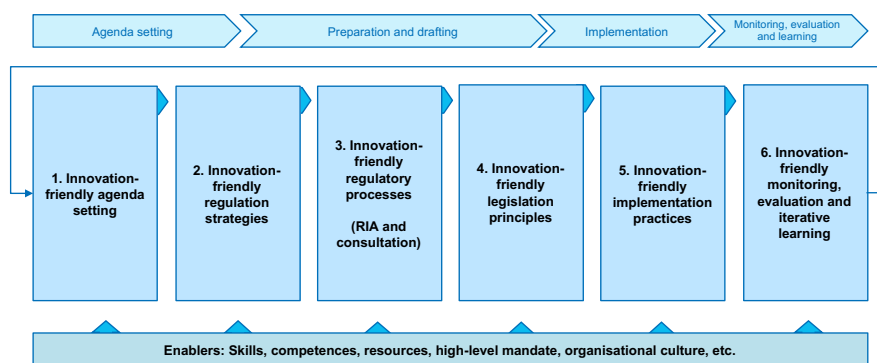 Agenda setting
Preparation and drafting
Implementation
Monitoring, evaluation
and learning
1. Innovation-
friendly agenda
setting
2. Innovation-
friendly
regulation
strategies
3. Innovation-
friendly
regulatory
processes
(RIA and
consultation)
4. Innovation-
friendly
legislation
principles
5. Innovation-
friendly
implementation
practices
6. Innovation-
friendly
monitoring,
evaluation and
iterative
learning
Enablers: Skills, competences, resources, high-level mandate, organisational culture, etc.